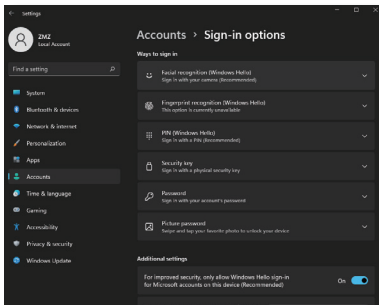 Settings
ZMZ
Local Account
Find a setting
System
Bluetooth & devices
Network & internet
Personalization
Apps
Accounts
Time & language
Gaming
Accessibility
Privacy & security
Windows Update
Accounts > Sign-in options
Ways to sign in
Facial recognition (Windows Hello)
Sign in with your camera (Recommended)
Fingerprint recognition (Windows Hello)
This option is currently unavailable
PIN (Windows Hello)
Sign in with a PIN (Recommended)
Security key
Sign in with a physical security key
Password
Sign in with your account's password
Picture password
Swipe and tap your favorite photo to unlock your device
Additional settings
For improved security, only allow Windows Hello sign-in
for Microsoft accounts on this device (Recommended)
On